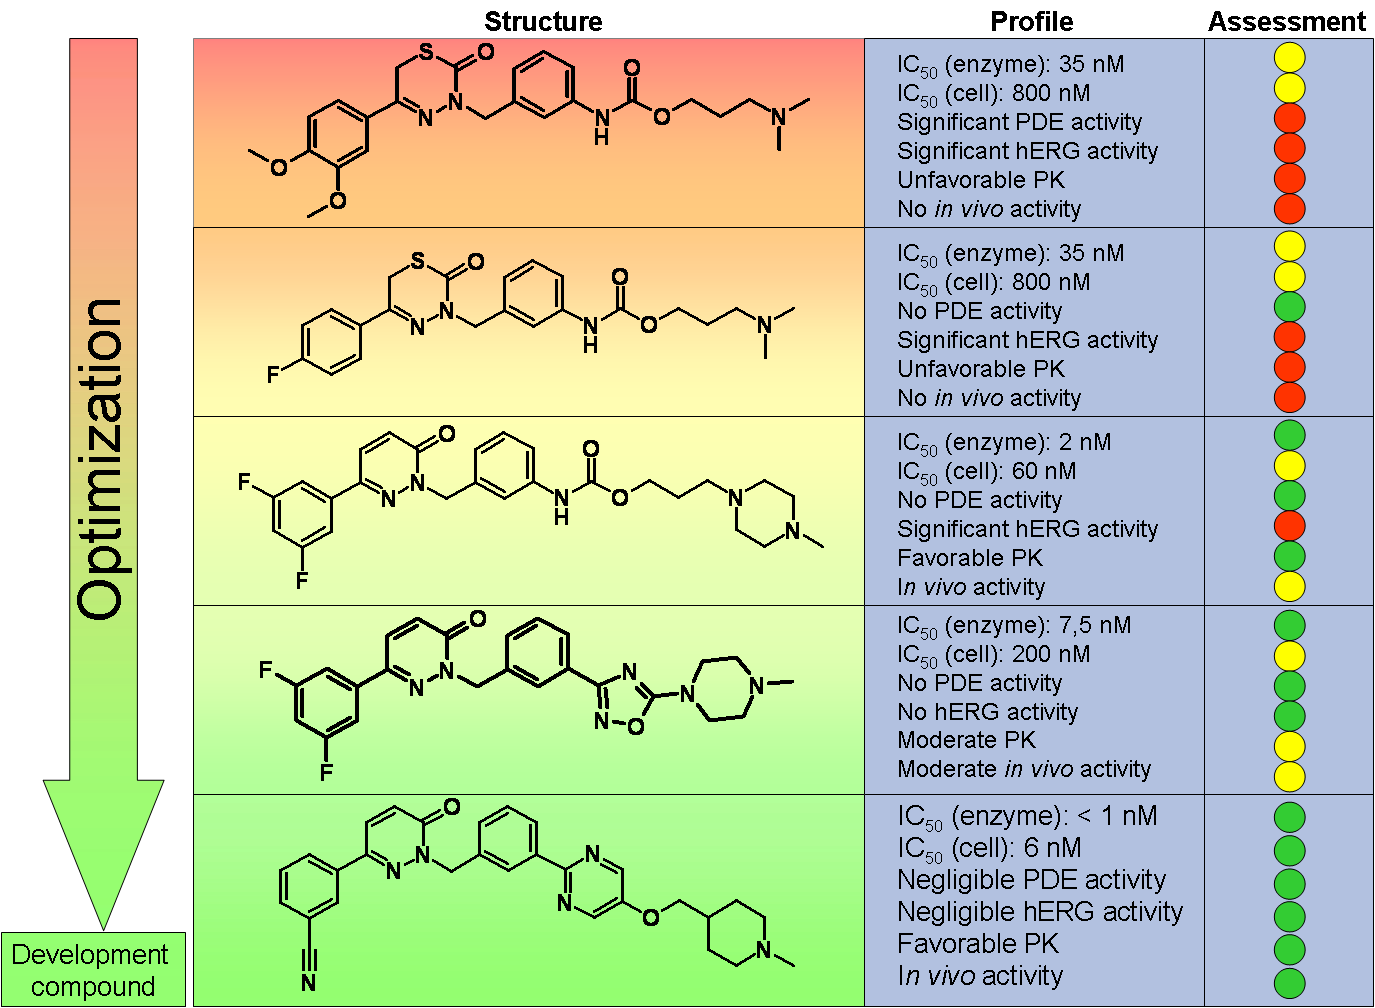 Structure Profile Assessment
Optimization
IC50 (enzyme): 35 nM
IC50 (cell): 800 nM
Significant PDE activity
Significant hERG activity
Unfavorable PK
No in vivo activity
S O
N N
N
H
O
O
N
O
O
IC50 (enzyme): 35 nM
IC50 (cell): 800 nM
No PDE activity
Significant hERG activity
Unfavorable PK
No in vivo activity
S O
N N
N
H
O
O
N
F
IC50 (enzyme): 2 nM
IC50 (cell): 60 nM
No PDE activity
Significant hERG activity
Favorable PK
In vivo activity
O
N N
N
H
O
O
N
N
F
F
IC50 (enzyme): 7,5 nM
IC50 (cell): 200 nM
No PDE activity
No hERG activity
Moderate PK
Moderate in vivo activity
O
N N
N
N
O
N
N
F
F
IC50 (enzyme): < 1 nM
IC50 (cell): 6 nM
Negligible PDE activity
Negligible hERG activity
Favorable PK
In vivo activity
O
N N
N
N
O
N
N
Development
compound